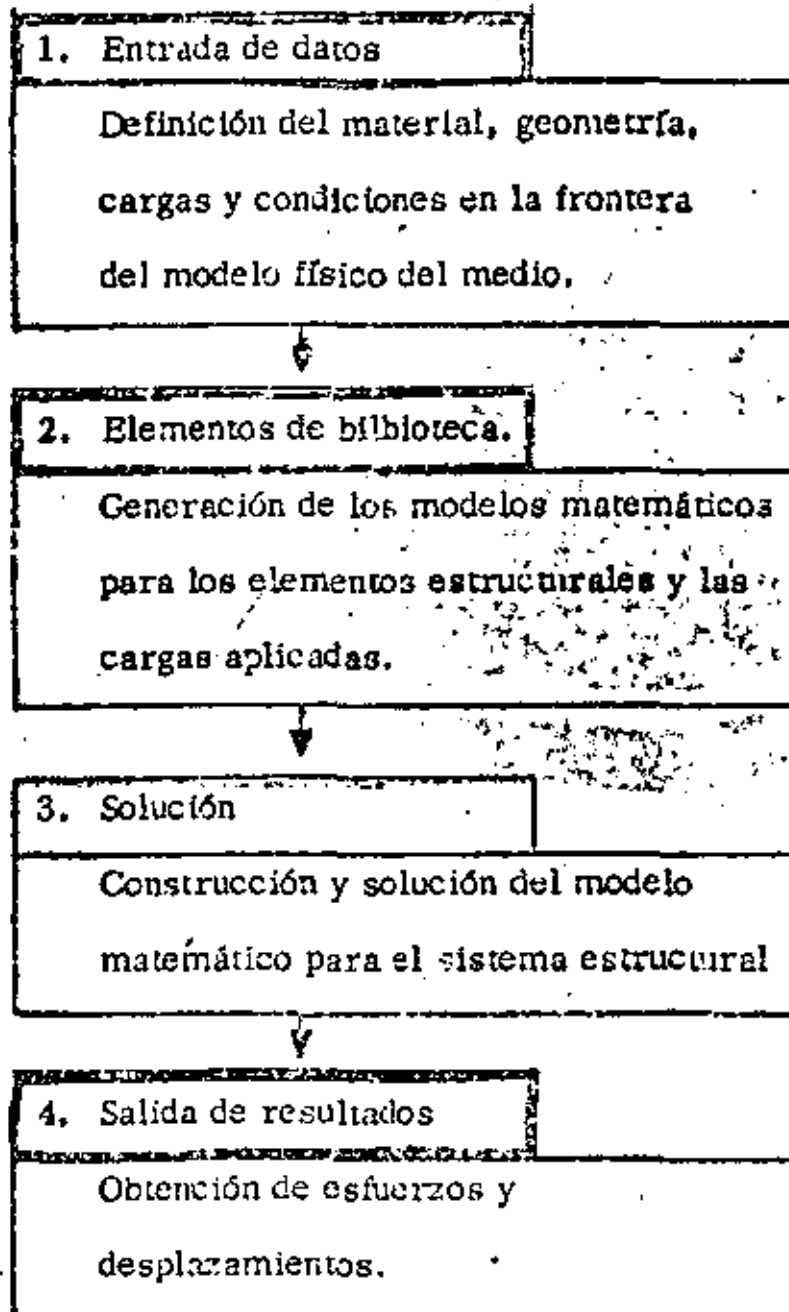 1. Entrada de datos
Definición del material, geometría,
cargas y condiciones en la frontera
del modelo físico del medio.
2. Elementos de bilbioteca.
Generación de los modelos matemáticos
para los elementos estructurales y las
cargas aplicadas.
3. Solución
Construcción y solución del modelo
matemático para el sistema estructural
4. Salida de resultados
Obtención de esfuerzos y
desplazamientos.